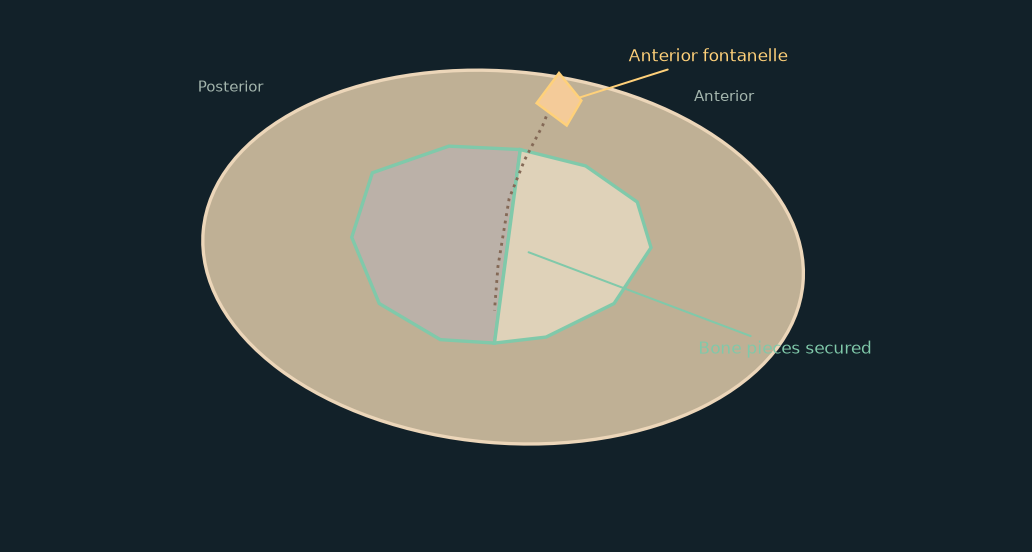 Anterior fontanelle
Posterior
Anterior
Bone pieces secured